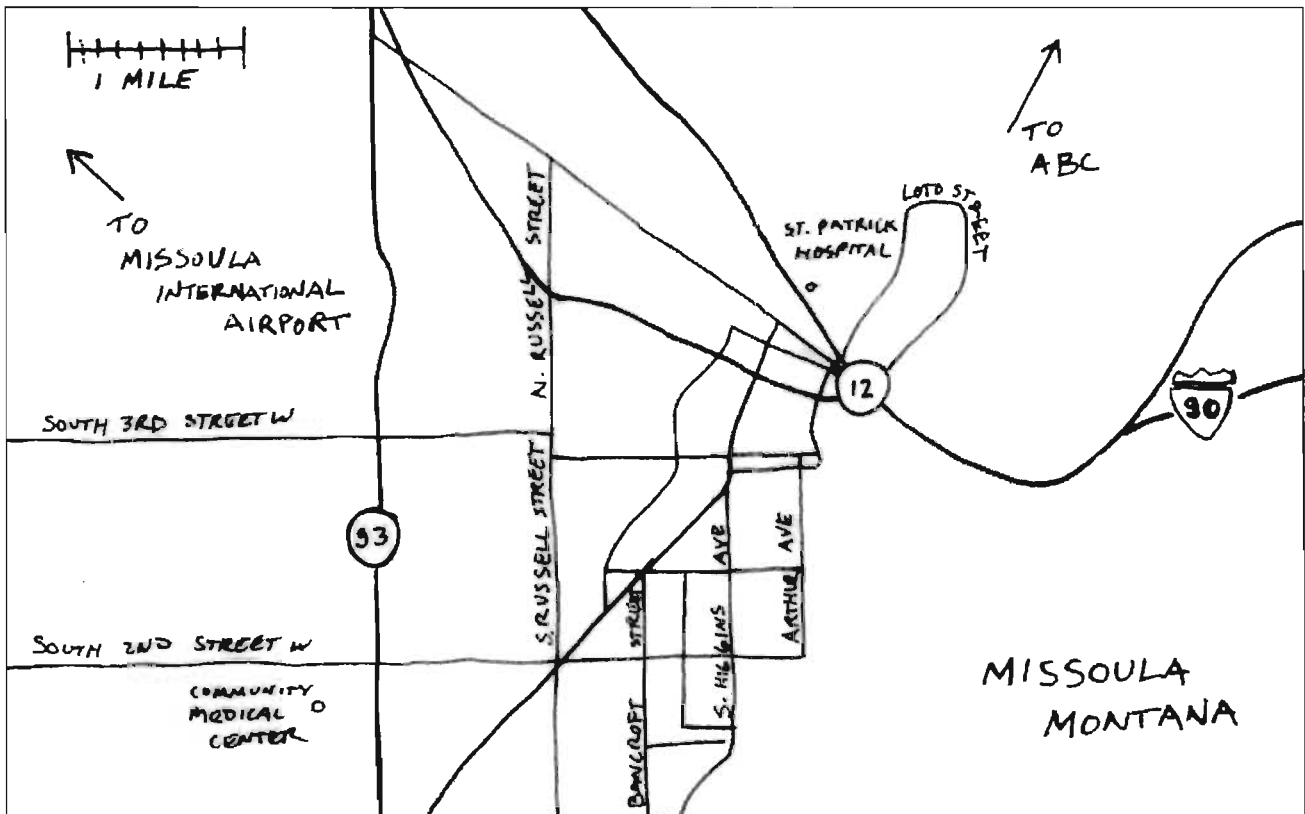 1 MILE
TO
MISSOULA
INTERNATIONAL
AIRPORT
TO
ABC
LOTO STREET
ST. PATRICK
HOSPITAL
N. RUSSELL STREET
12
90
SOUTH 3RD STREET W
S RUSSELL STREET
93
S. HIGGINS AVE
ARTHUR AVE
BANCROFT STREET
SOUTH 2ND STREET W
COMMUNITY
MEDICAL
CENTER
MISSOULA
MONTANA